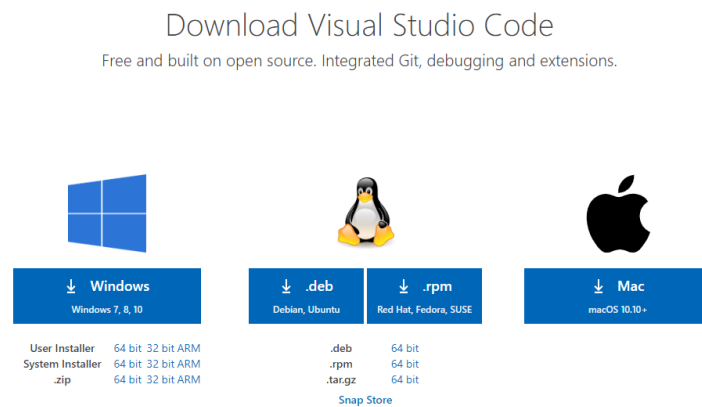 Download Visual Studio Code
Free and built on open source. Integrated Git, debugging and extensions.
Windows
Windows 7, 8, 10
User Installer 64 bit 32 bit ARM
System Installer 64 bit 32 bit ARM
.zip 64 bit 32 bit ARM
.deb
Debian, Ubuntu
.rpm
Red Hat, Fedora, SUSE
.deb 64 bit
.rpm 64 bit
.tar.gz 64 bit
Snap Store
Mac
macOS 10.10+